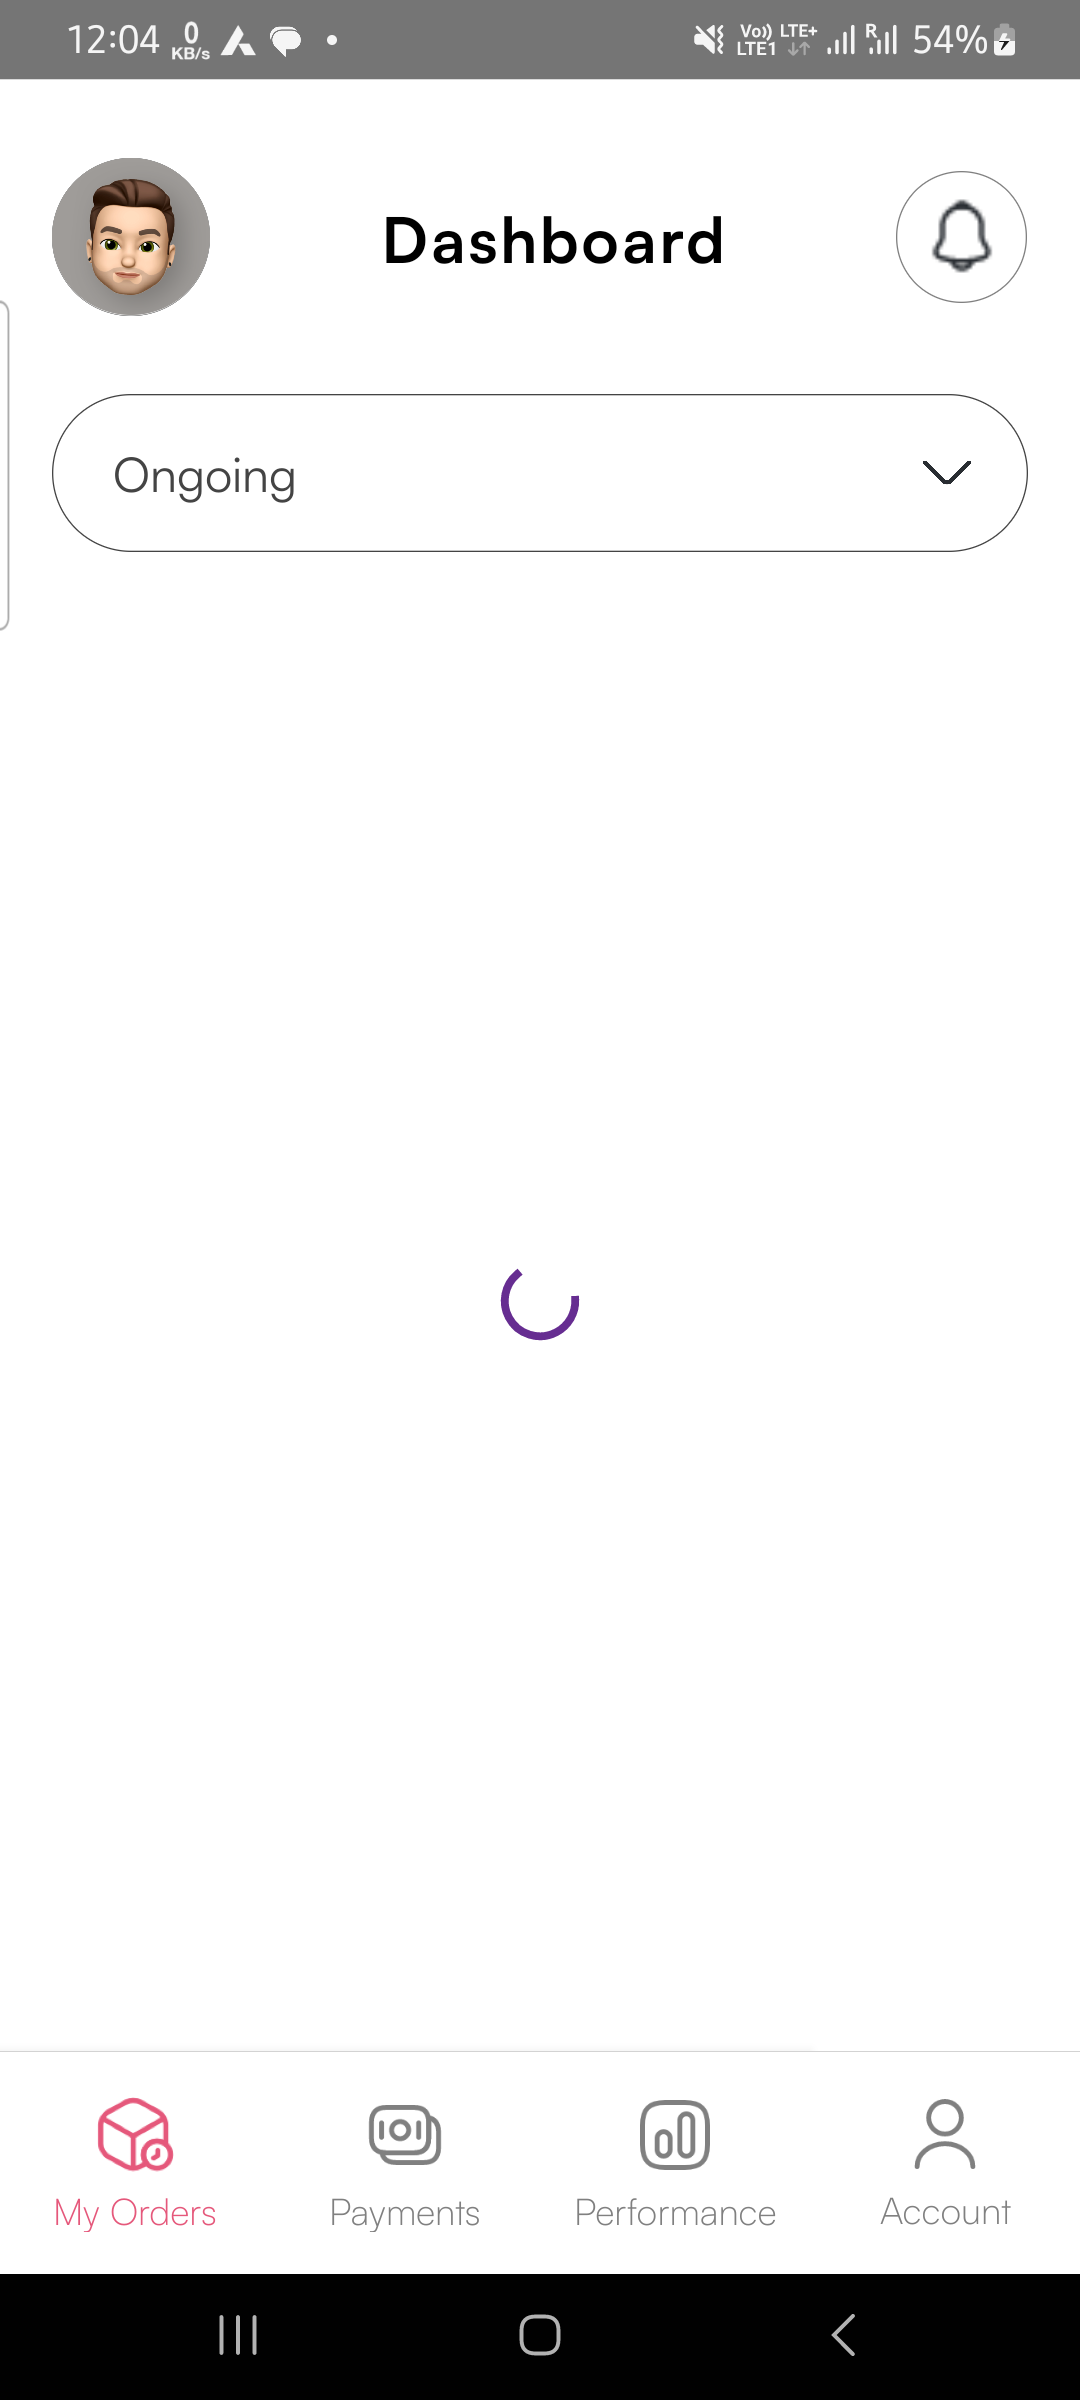 12:04 0 KB/s Vo)) LTE1 LTE+ R 54%
Dashboard
Ongoing
My Orders Payments Performance Account